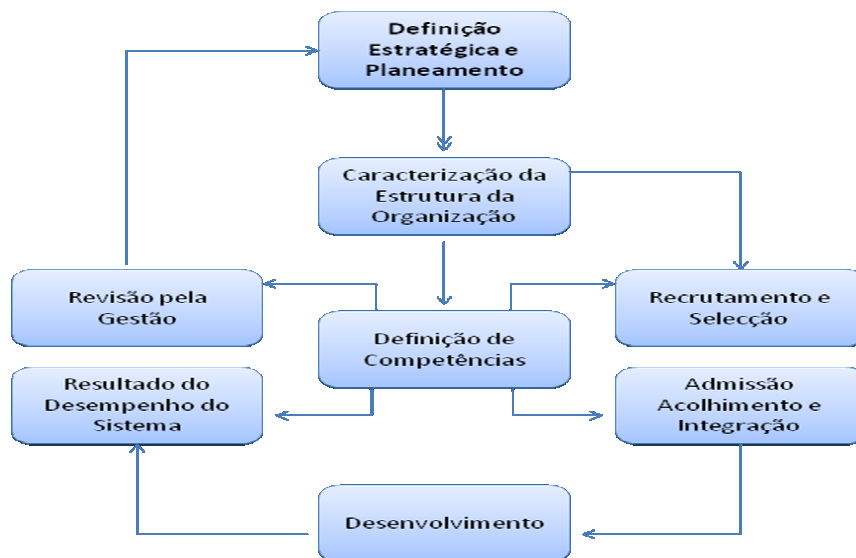 Definição
Estratégica e
Planeamento
Caracterização da
Estrutura da
Organização
Revisão pela
Gestão
Definição de
Competências
Recrutamento e
Selecção
Resultado do
Desempenho do
Sistema
Admissão
Acolhimento e
Integração
Desenvolvimento